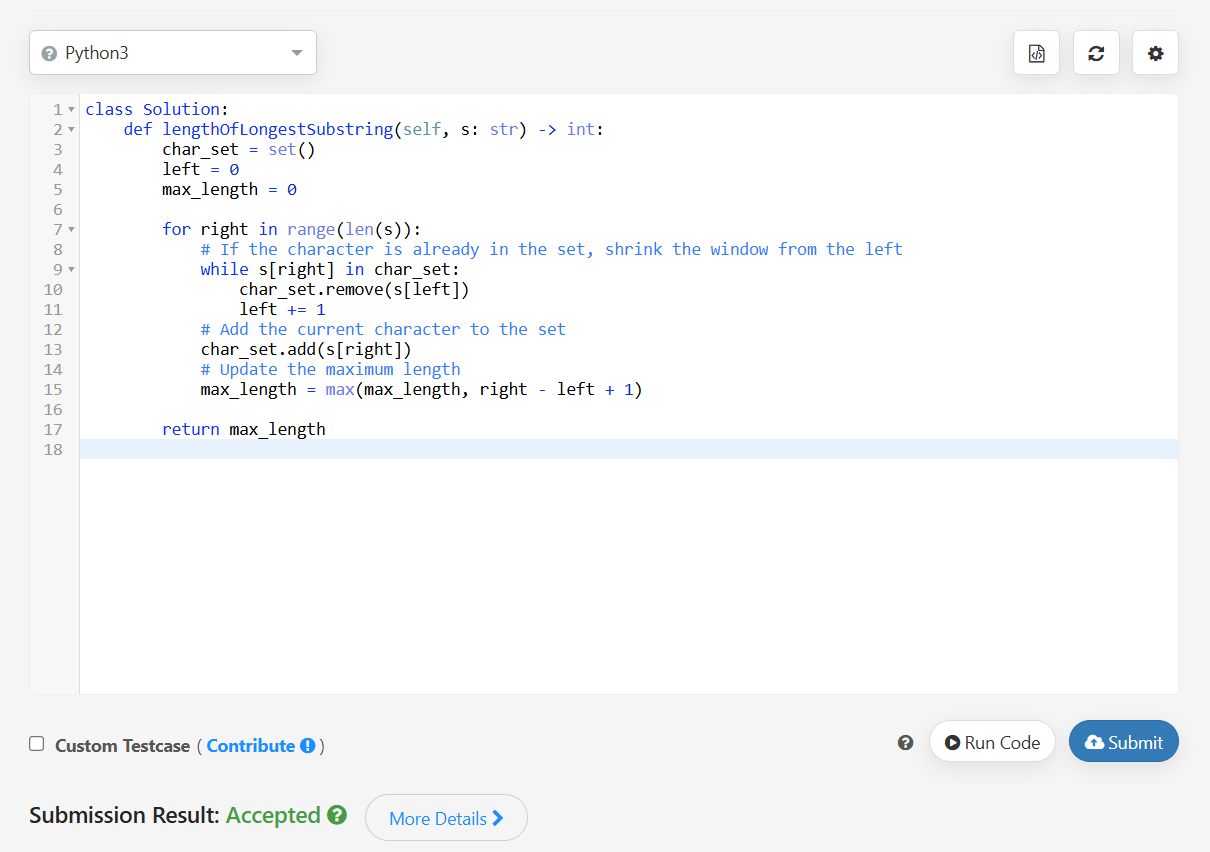 Python3
1 class Solution:
2     def lengthOfLongestSubstring(self, s: str) -> int:
3         char_set = set()
4         left = 0
5         max_length = 0
6
7         for right in range(len(s)):
8             # If the character is already in the set, shrink the window from the left
9             while s[right] in char_set:
10                 char_set.remove(s[left])
11                 left += 1
12             # Add the current character to the set
13             char_set.add(s[right])
14             # Update the maximum length
15             max_length = max(max_length, right - left + 1)
16
17         return max_length
18
Custom Testcase ( Contribute ) Run Code Submit
Submission Result: Accepted More Details